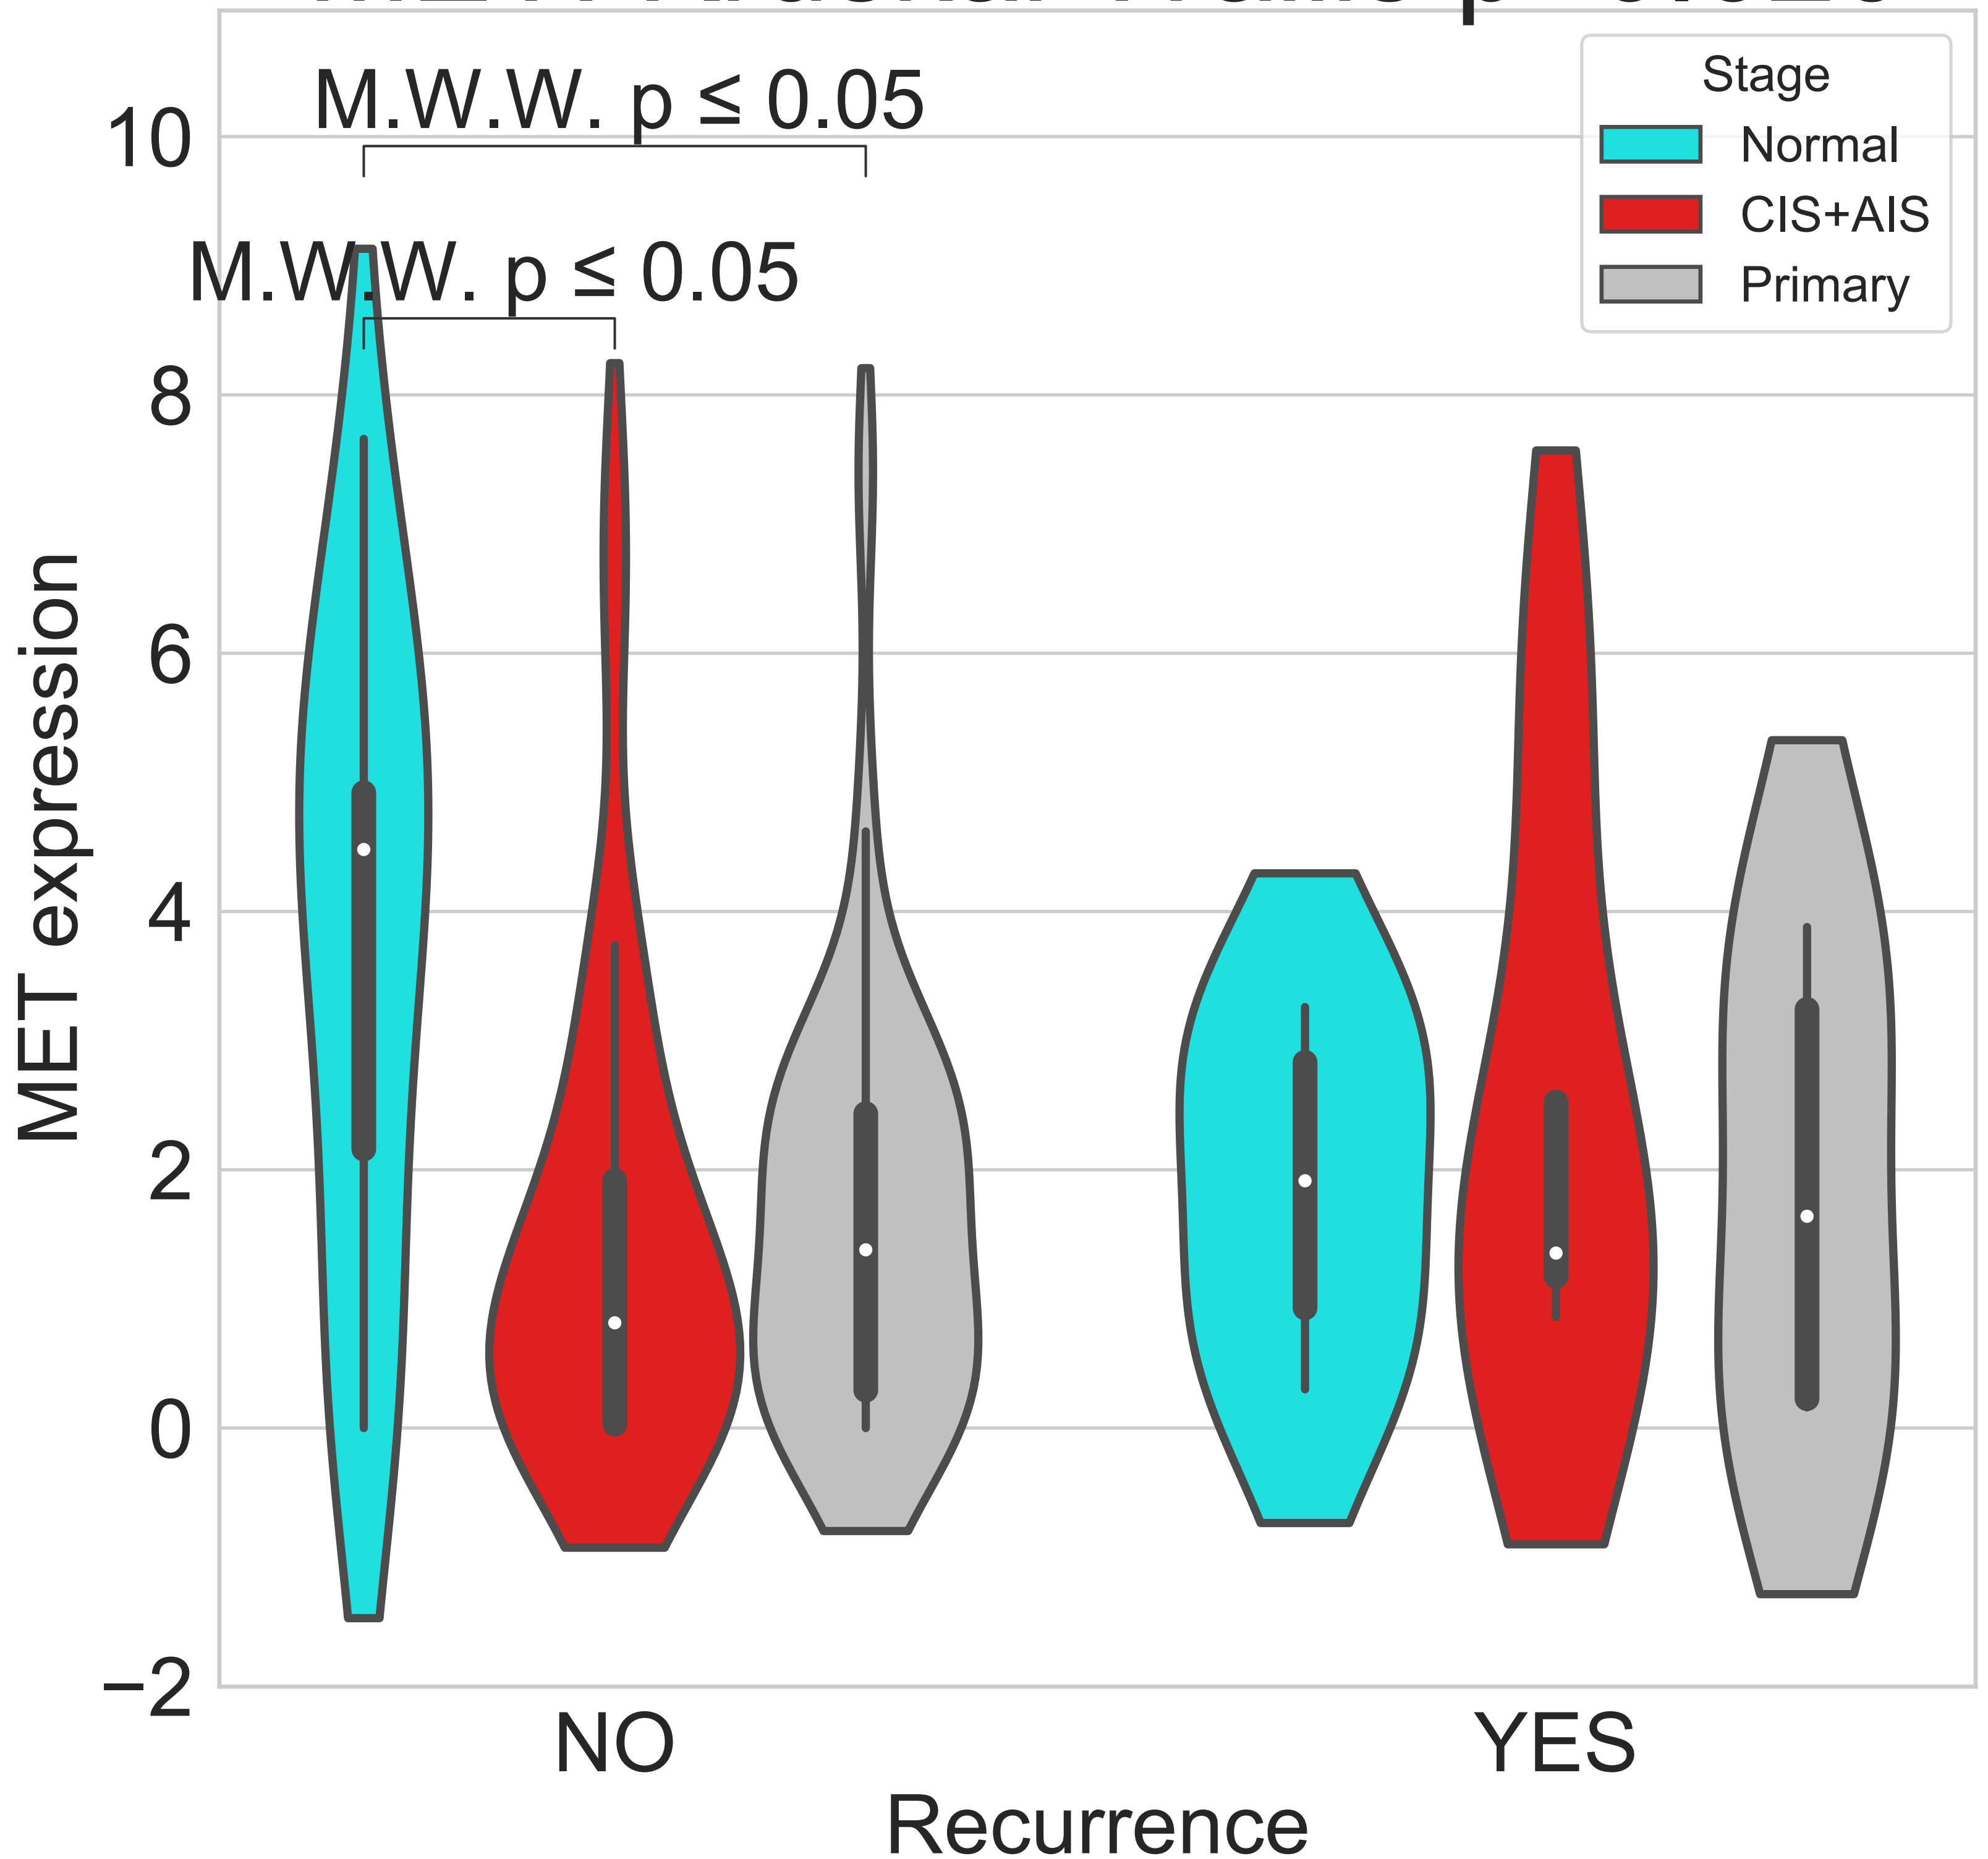 M.W.W. p ≤ 0.05
M.W.W. p ≤ 0.05
Stage
Normal
CIS+AIS
Primary
10
8
6
4
2
0
−2
MET expression
NO
YES
Recurrence